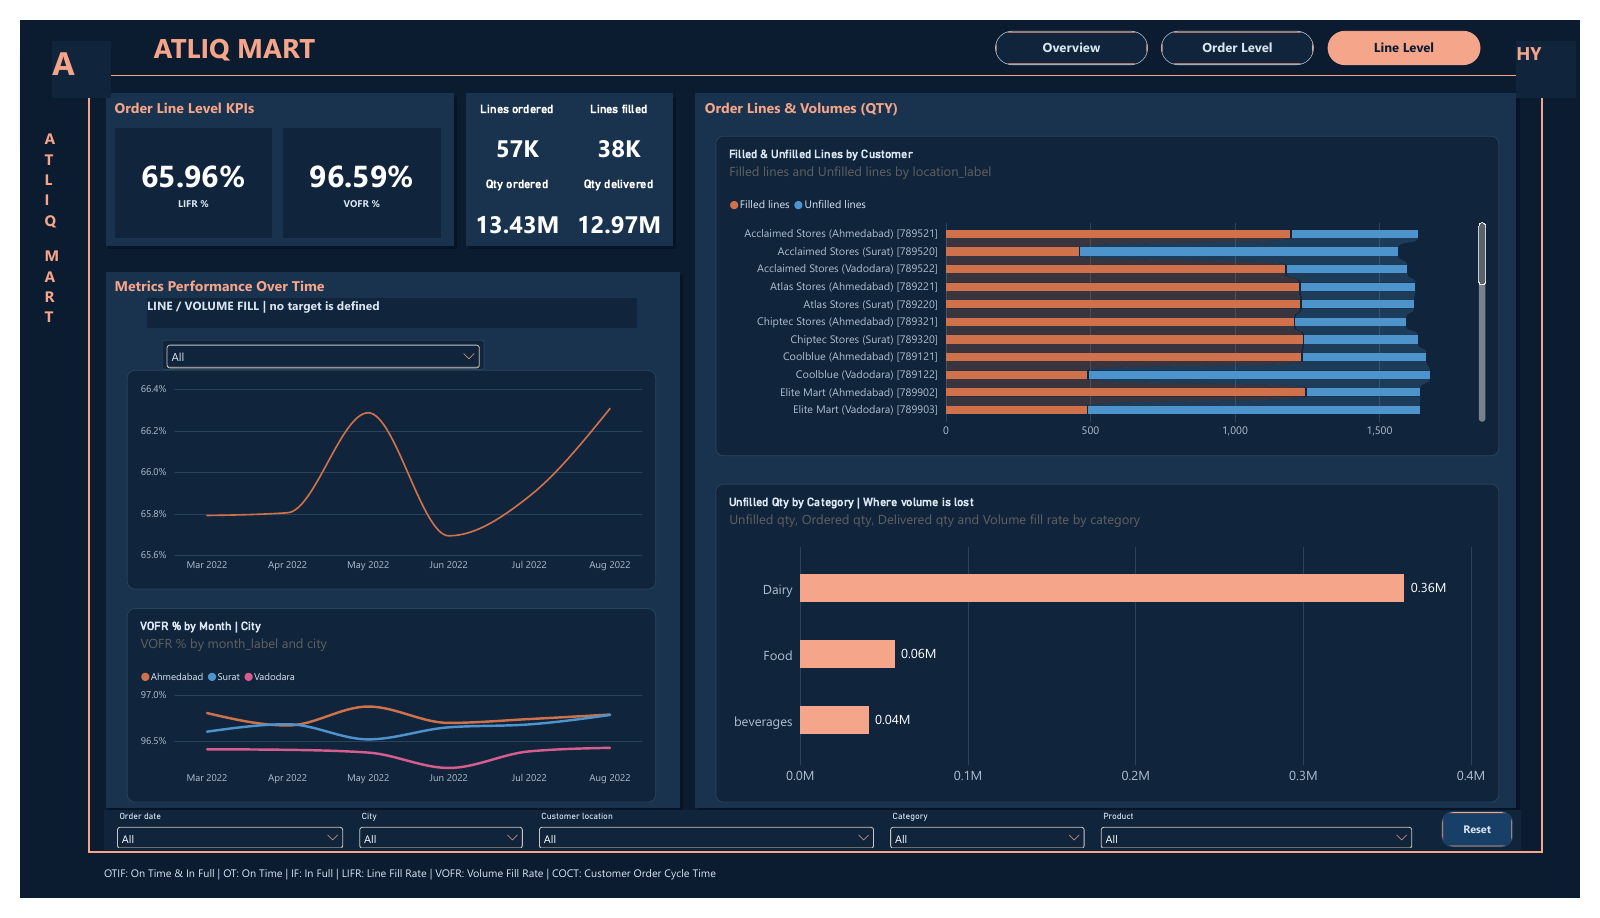 A
ATLIQ MART
Overview
Order Level
Line Level
HY
A
T
L
I
Q
M
A
R
T
Order Line Level KPIs
65.96%
LIFR %
96.59%
VOFR %
Lines ordered
Lines filled
57K
38K
Qty ordered
Qty delivered
13.43M
12.97M
Metrics Performance Over Time
LINE / VOLUME FILL | no target is defined
All
66.4%
66.2%
66.0%
65.8%
65.6%
Mar 2022
Apr 2022
May 2022
Jun 2022
Jul 2022
Aug 2022
VOFR % by Month | City
VOFR % by month_label and city
Ahmedabad
Surat
Vadodara
97.0%
96.5%
Mar 2022
Apr 2022
May 2022
Jun 2022
Jul 2022
Aug 2022
Order Lines & Volumes (QTY)
Filled & Unfilled Lines by Customer
Filled lines and Unfilled lines by location_label
Filled lines
Unfilled lines
Acclaimed Stores (Ahmedabad) [789521]
Acclaimed Stores (Surat) [789520]
Acclaimed Stores (Vadodara) [789522]
Atlas Stores (Ahmedabad) [789221]
Atlas Stores (Surat) [789220]
Chiptec Stores (Ahmedabad) [789321]
Chiptec Stores (Surat) [789320]
Coolblue (Ahmedabad) [789121]
Coolblue (Vadodara) [789122]
Elite Mart (Ahmedabad) [789902]
Elite Mart (Vadodara) [789903]
0
500
1,000
1,500
Unfilled Qty by Category | Where volume is lost
Unfilled qty, Ordered qty, Delivered qty and Volume fill rate by category
Dairy
0.36M
Food
0.06M
beverages
0.04M
0.0M
0.1M
0.2M
0.3M
0.4M
Order date
All
City
All
Customer location
All
Category
All
Product
All
Reset
OTIF: On Time & In Full | OT: On Time | IF: In Full | LIFR: Line Fill Rate | VOFR: Volume Fill Rate | COCT: Customer Order Cycle Time